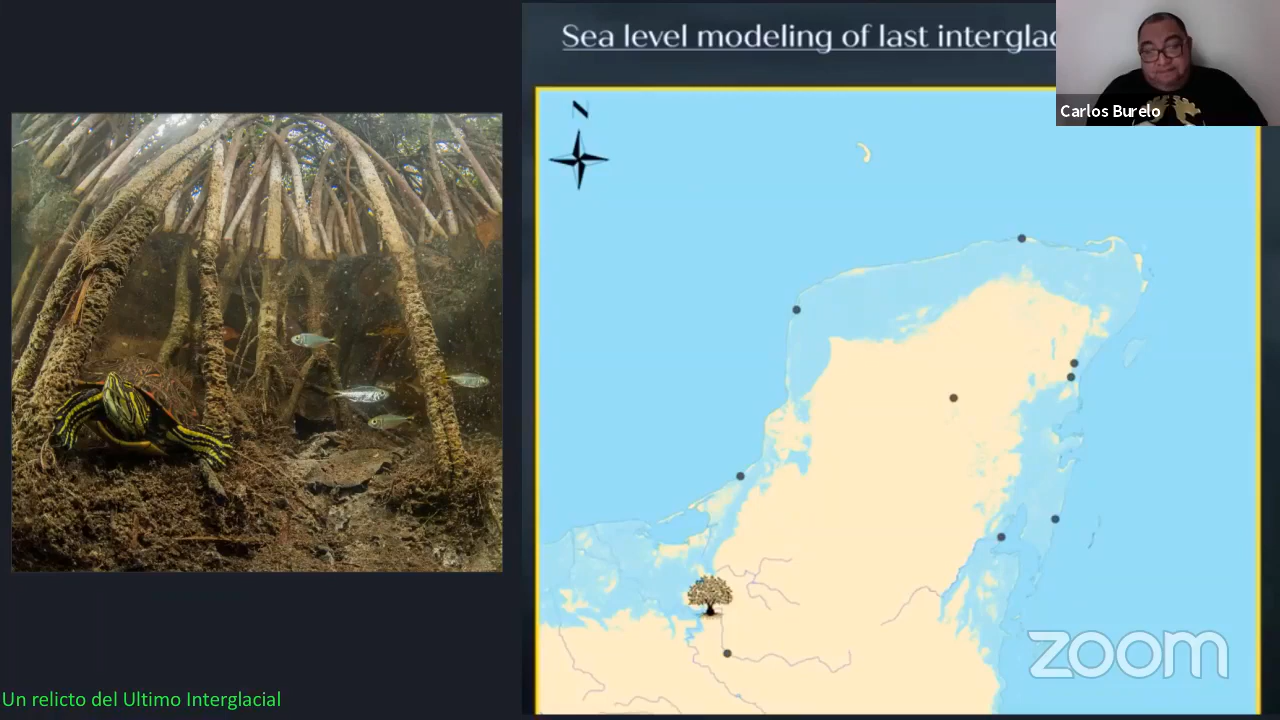 Sea level modeling of last interglac
Carlos Burelo
N
zoom
Un relicto del Ultimo Interglacial